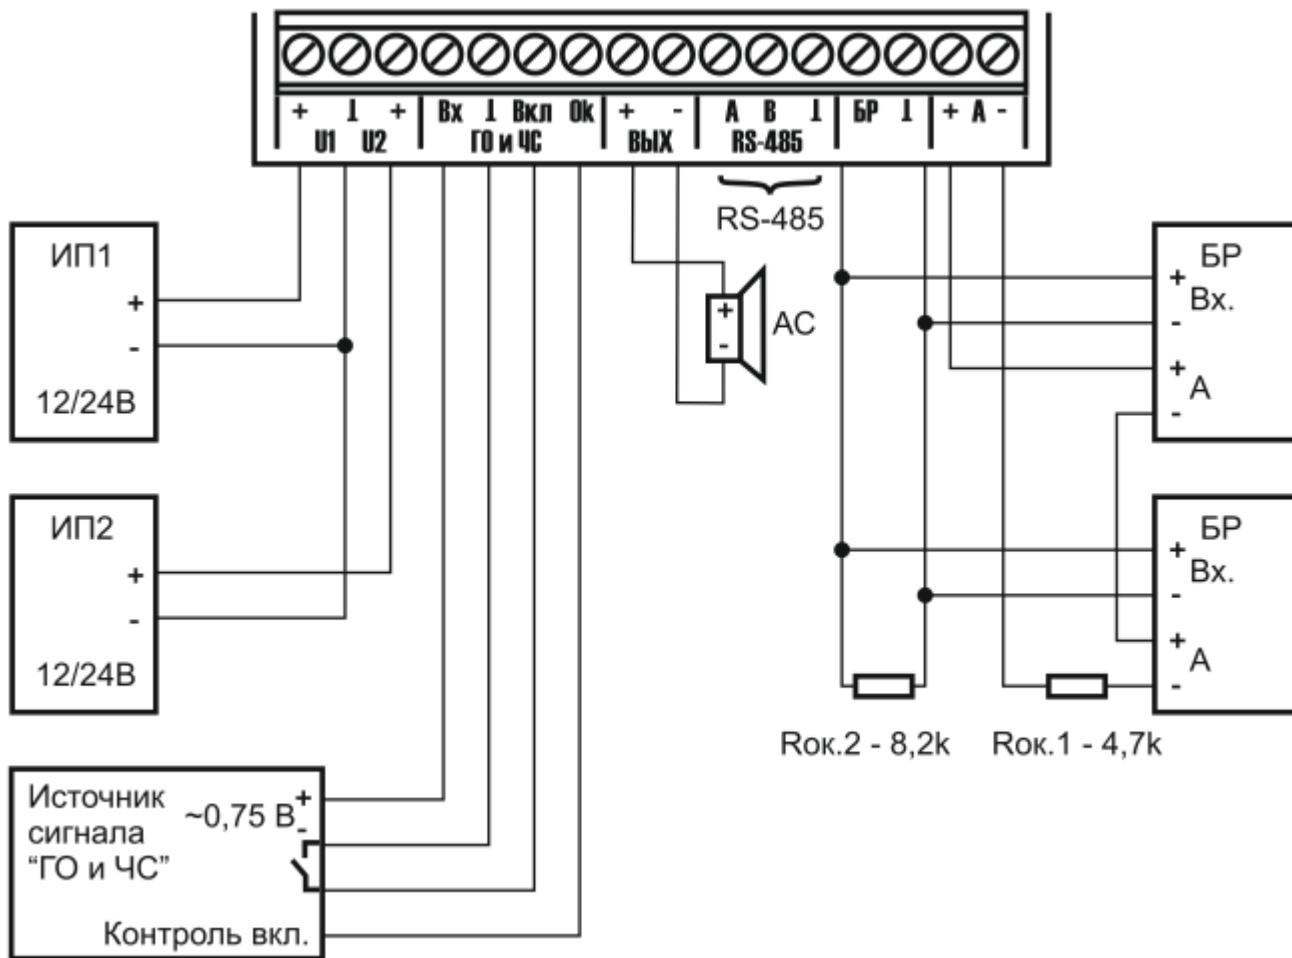 + ⊥ + Вх ⊥ Вкл Ok + - A B ⊥ БР ⊥ + A -
U1 U2 ГО и ЧС ВЫХ RS-485
RS-485
ИП1
+
-
12/24В
+
-
АС
БР
+
Вх.
-
+
А
-
ИП2
+
-
12/24В
БР
+
Вх.
-
+
А
-
Rок.2 - 8,2k Rок.1 - 4,7k
Источник + 
сигнала ~0,75 В
-
“ГО и ЧС”
Контроль вкл.